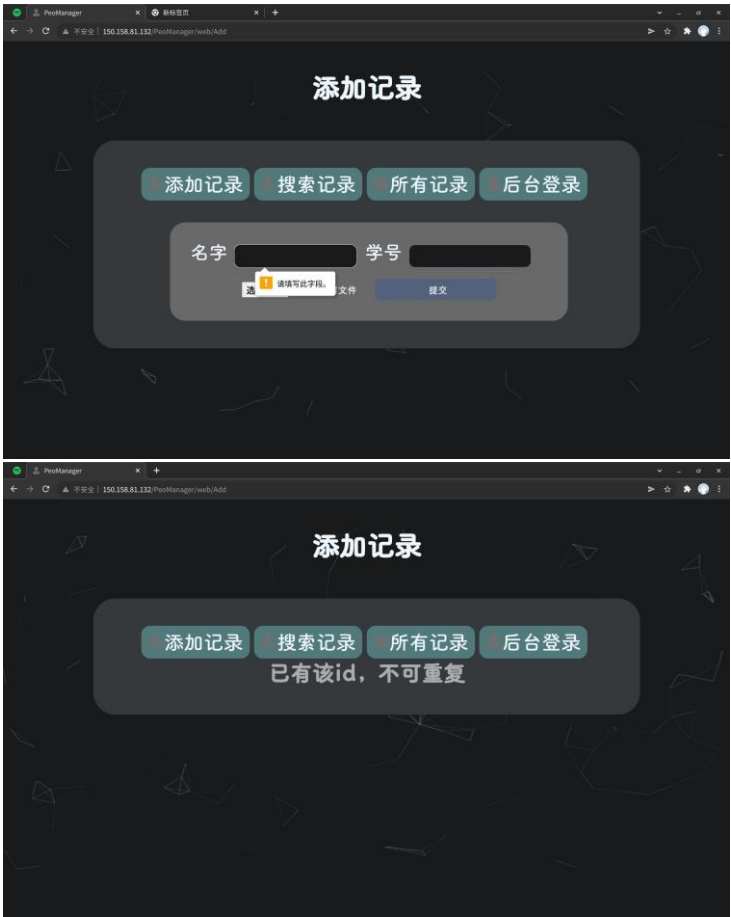 PeoManager
新标签页
不安全 | 150.158.81.132/PeoManager/web/Add
添加记录
添加记录 搜索记录 所有记录 后台登录
名字 学号
请填写此字段。
选 文件 提交
PeoManager
不安全 | 150.158.81.132/PeoManager/web/Add
添加记录
添加记录 搜索记录 所有记录 后台登录
已有该id，不可重复